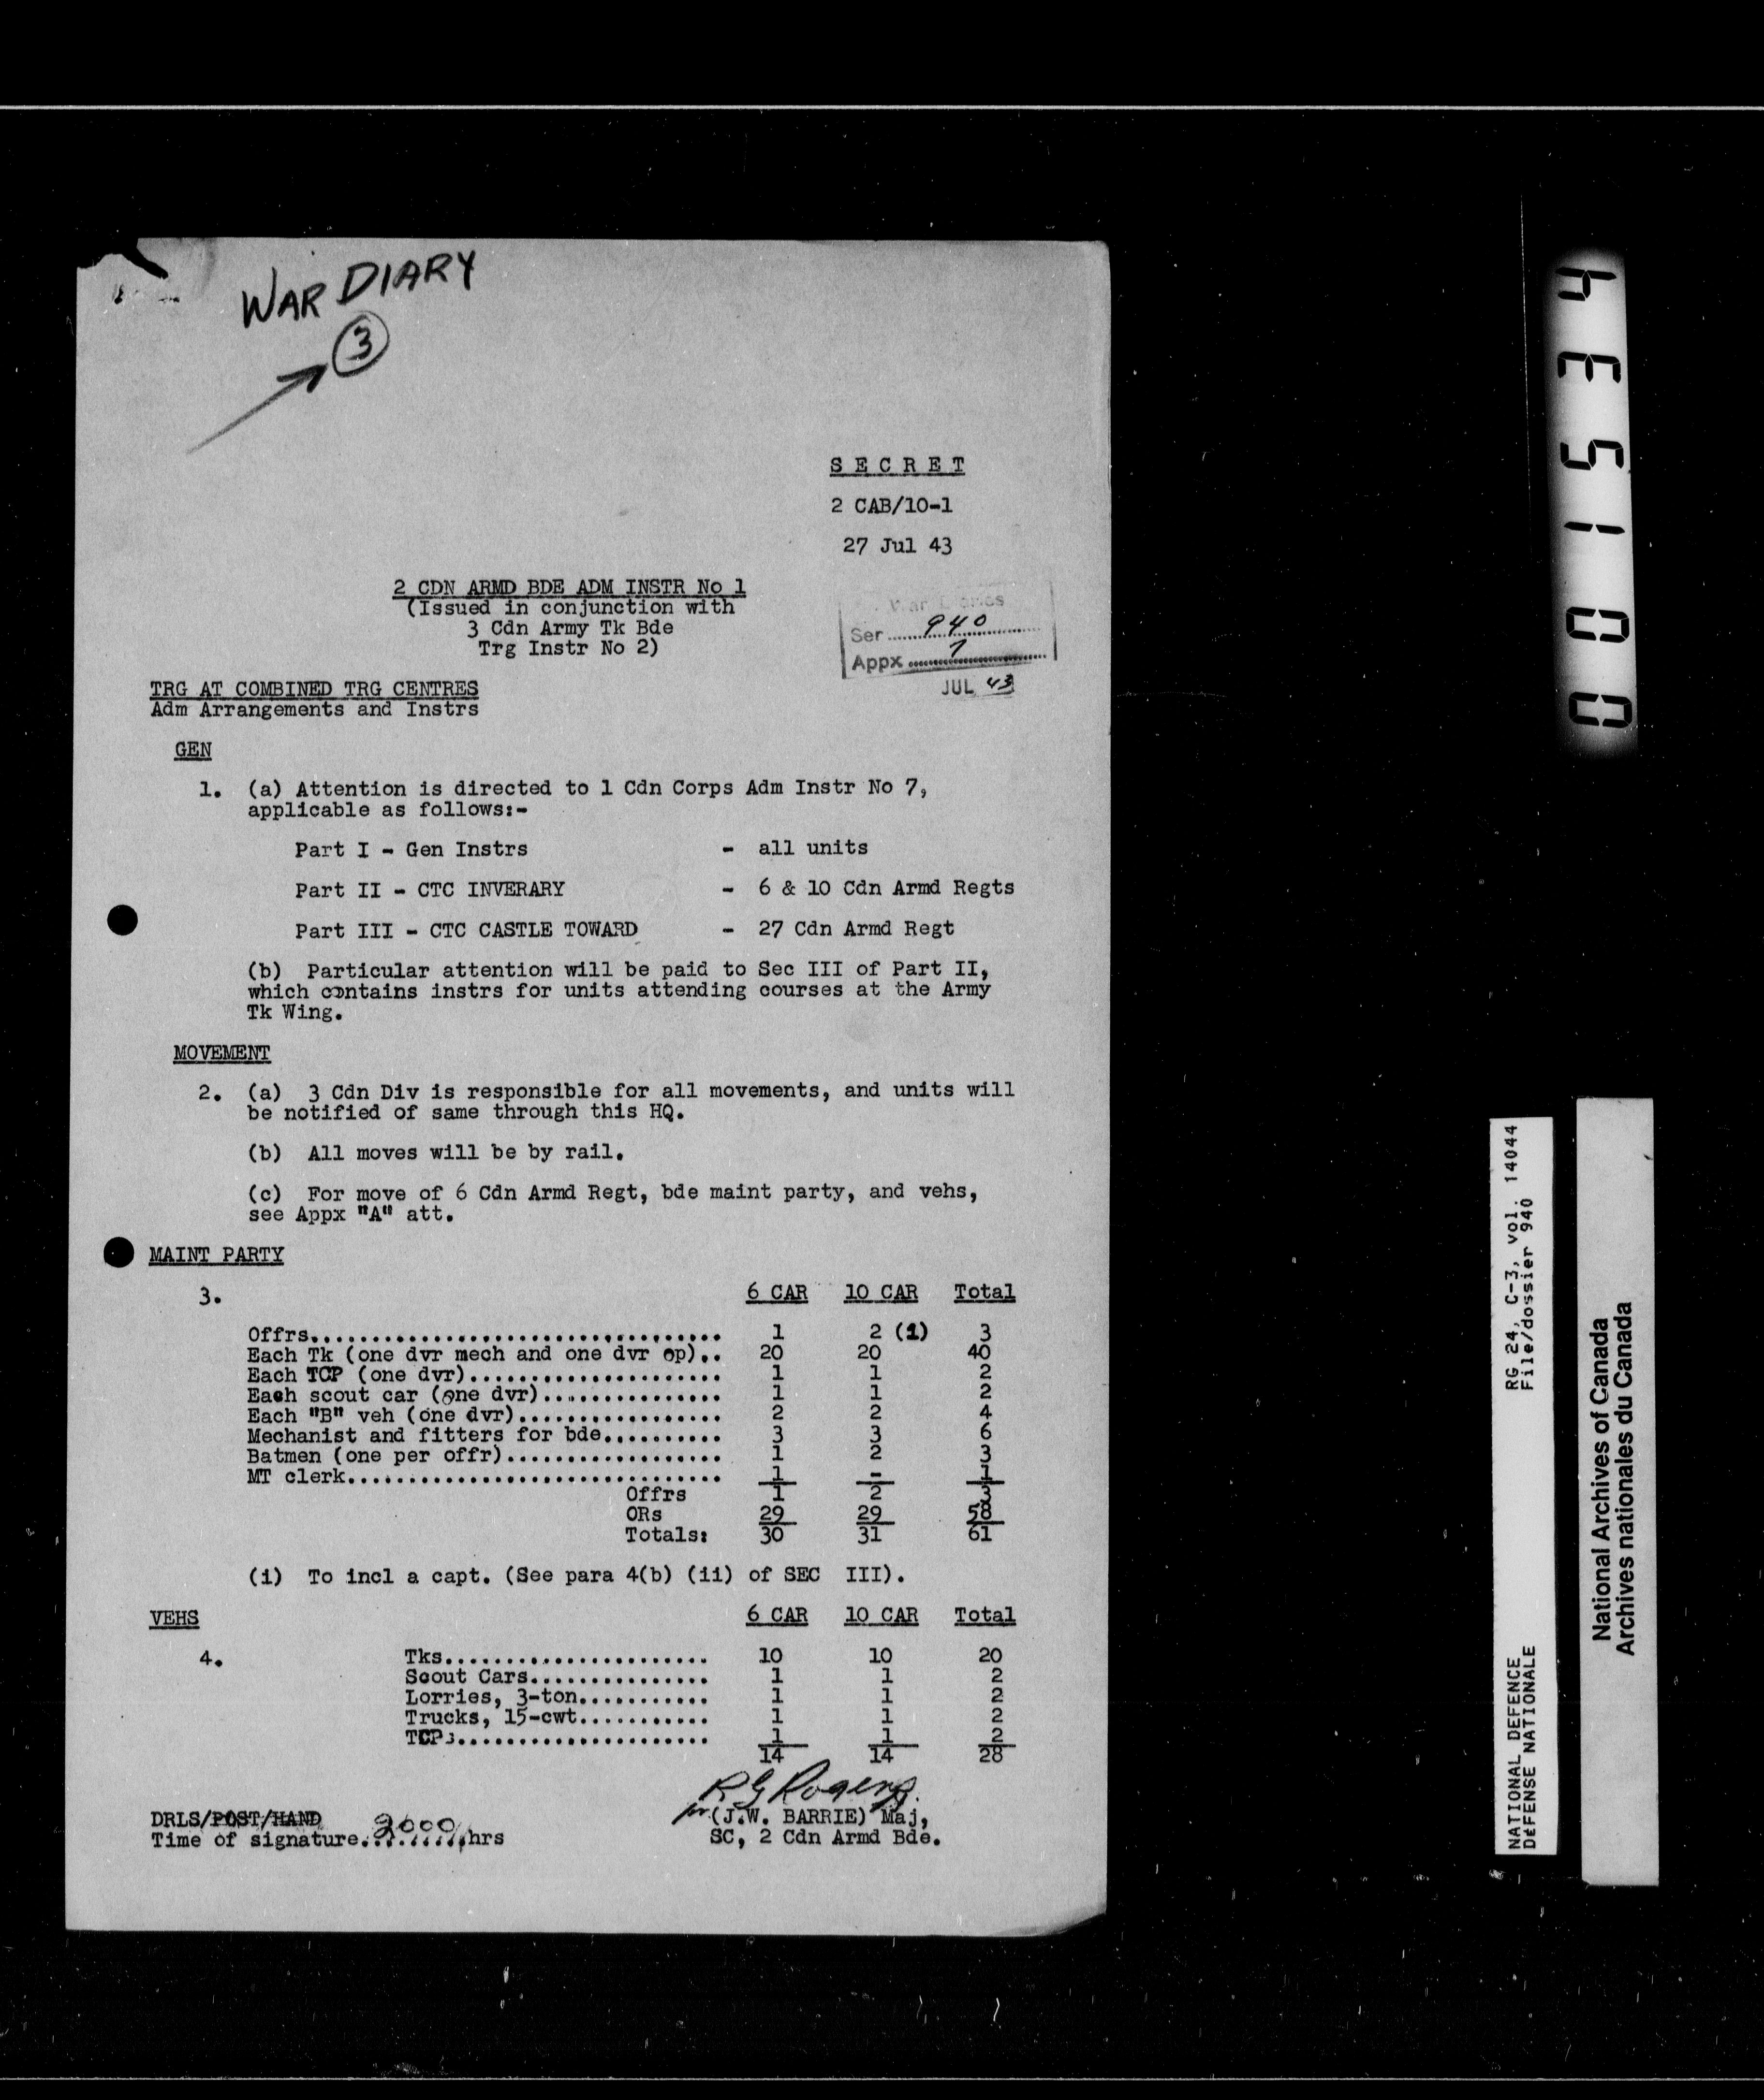 WAR DIARY
3
S E C R E T
2 CAB/10-1
27 Jul 43
2 CDN ARMD BDE ADM INSTR No 1
(Issued in conjunction with
3 Cdn Army Tk Bde
Trg Instr No 2)
War Diaries
Ser 940
Appx 7
JUL 43
TRG AT COMBINED TRG CENTRES
Adm Arrangements and Instrs
GEN
1. (a) Attention is directed to 1 Cdn Corps Adm Instr No 7,
applicable as follows:-
Part I - Gen Instrs - all units
Part II - CTC INVERARY - 6 & 10 Cdn Armd Regts
Part III - CTC CASTLE TOWARD - 27 Cdn Armd Regt
(b) Particular attention will be paid to Sec III of Part II,
which contains instrs for units attending courses at the Army
Tk Wing.
MOVEMENT
2. (a) 3 Cdn Div is responsible for all movements, and units will
be notified of same through this HQ.
(b) All moves will be by rail.
(c) For move of 6 Cdn Armd Regt, bde maint party, and vehs,
see Appx "A" att.
MAINT PARTY
3. 6 CAR 10 CAR Total
Offrs.................................. 1 2 (i) 3
Each Tk (one dvr mech and one dvr op).. 20 20 40
Each TCP (one dvr)..................... 1 1 2
Each scout car (one dvr)............... 1 1 2
Each "B" veh (one dvr)................. 2 2 4
Mechanist and fitters for bde.......... 3 3 6
Batmen (one per offr).................. 1 2 3
MT clerk............................... 1 - 1
Offrs 1 2 3
ORs 29 29 58
Totals: 30 31 61
(i) To incl a capt. (See para 4(b) (ii) of SEC III).
VEHS 6 CAR 10 CAR Total
4. Tks...................... 10 10 20
Scout Cars............... 1 1 2
Lorries, 3-ton........... 1 1 2
Trucks, 15-cwt........... 1 1 2
TCPs..................... 1 1 2
14 14 28
R G Rogers
for (J.W. BARRIE) Maj,
SC, 2 Cdn Armd Bde.
DRLS/POST/HAND
Time of signature...2000...hrs
001534
RG 24, C-3, vol. 14044
File/dossier 940
NATIONAL DEFENCE
DÉFENSE NATIONALE
National Archives of Canada
Archives nationales du Canada